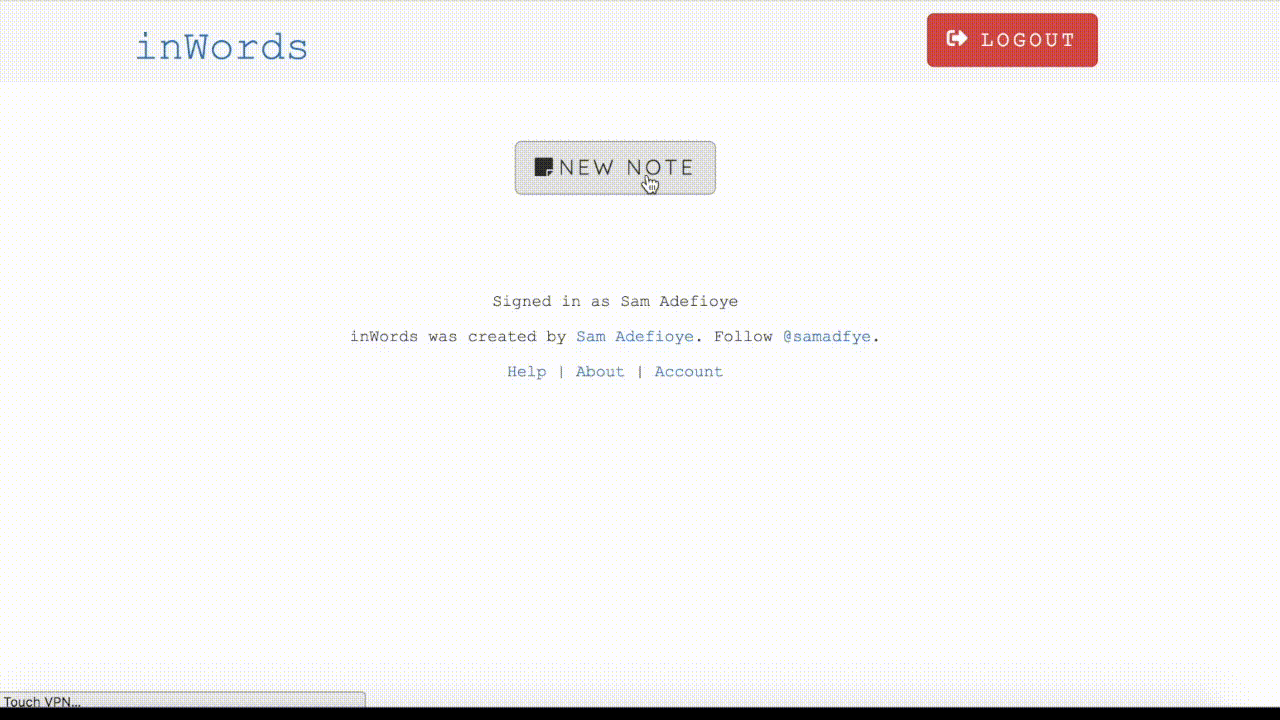 inWords
LOGOUT
NEW NOTE
Signed in as Sam Adefioye
inWords was created by Sam Adefioye. Follow @samadfye.
Help | About | Account
Touch VPN...